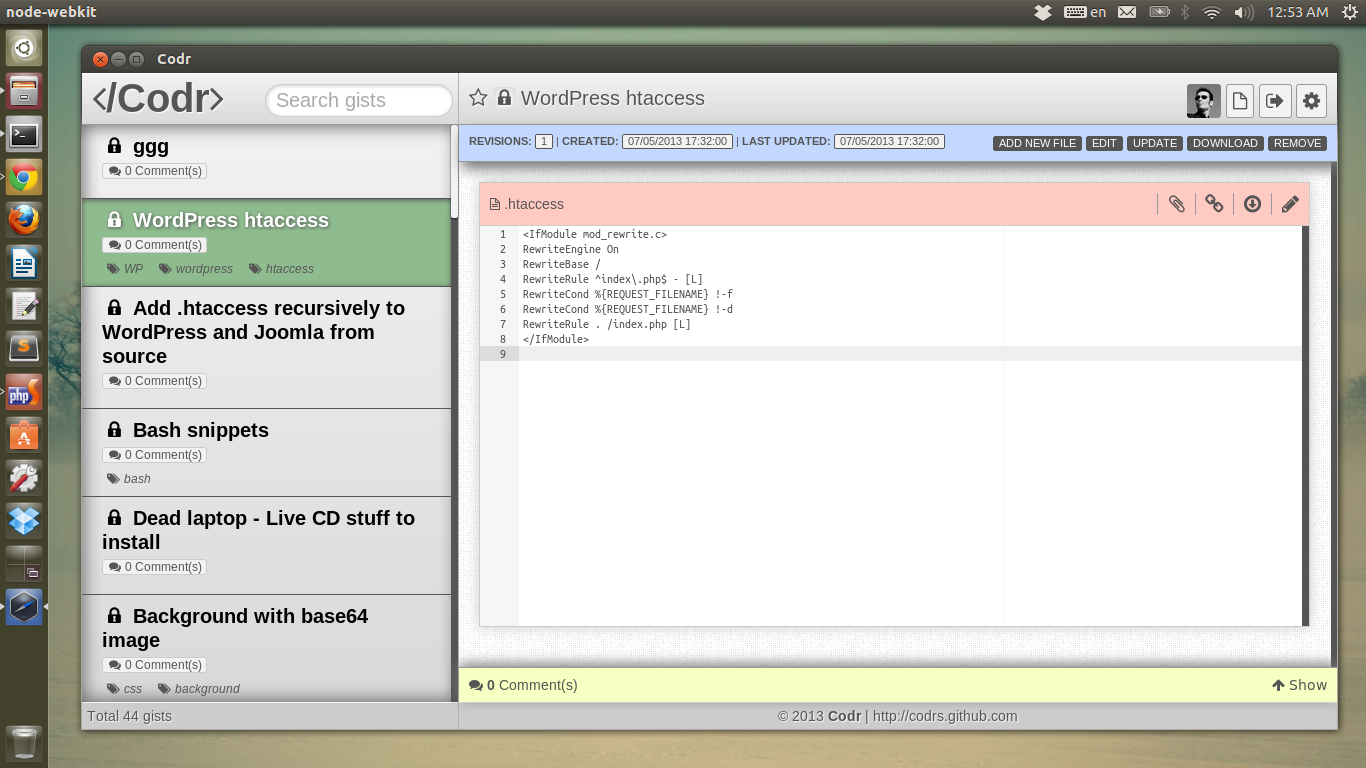 node-webkit
en
12:53 AM
Codr
</Codr>
Search gists
WordPress htaccess
ggg
0 Comment(s)
WordPress htaccess
0 Comment(s)
WP wordpress htaccess
Add .htaccess recursively to
WordPress and Joomla from
source
0 Comment(s)
Bash snippets
0 Comment(s)
bash
Dead laptop - Live CD stuff to
install
0 Comment(s)
Background with base64
image
0 Comment(s)
css background
Total 44 gists
REVISIONS: 1 | CREATED: 07/05/2013 17:32:00 | LAST UPDATED: 07/05/2013 17:32:00
ADD NEW FILE EDIT UPDATE DOWNLOAD REMOVE
.htaccess
1 <IfModule mod_rewrite.c>
2 RewriteEngine On
3 RewriteBase /
4 RewriteRule ^index\.php$ - [L]
5 RewriteCond %{REQUEST_FILENAME} !-f
6 RewriteCond %{REQUEST_FILENAME} !-d
7 RewriteRule . /index.php [L]
8 </IfModule>
9
0 Comment(s)
Show
© 2013 Codr | http://codrs.github.com
php